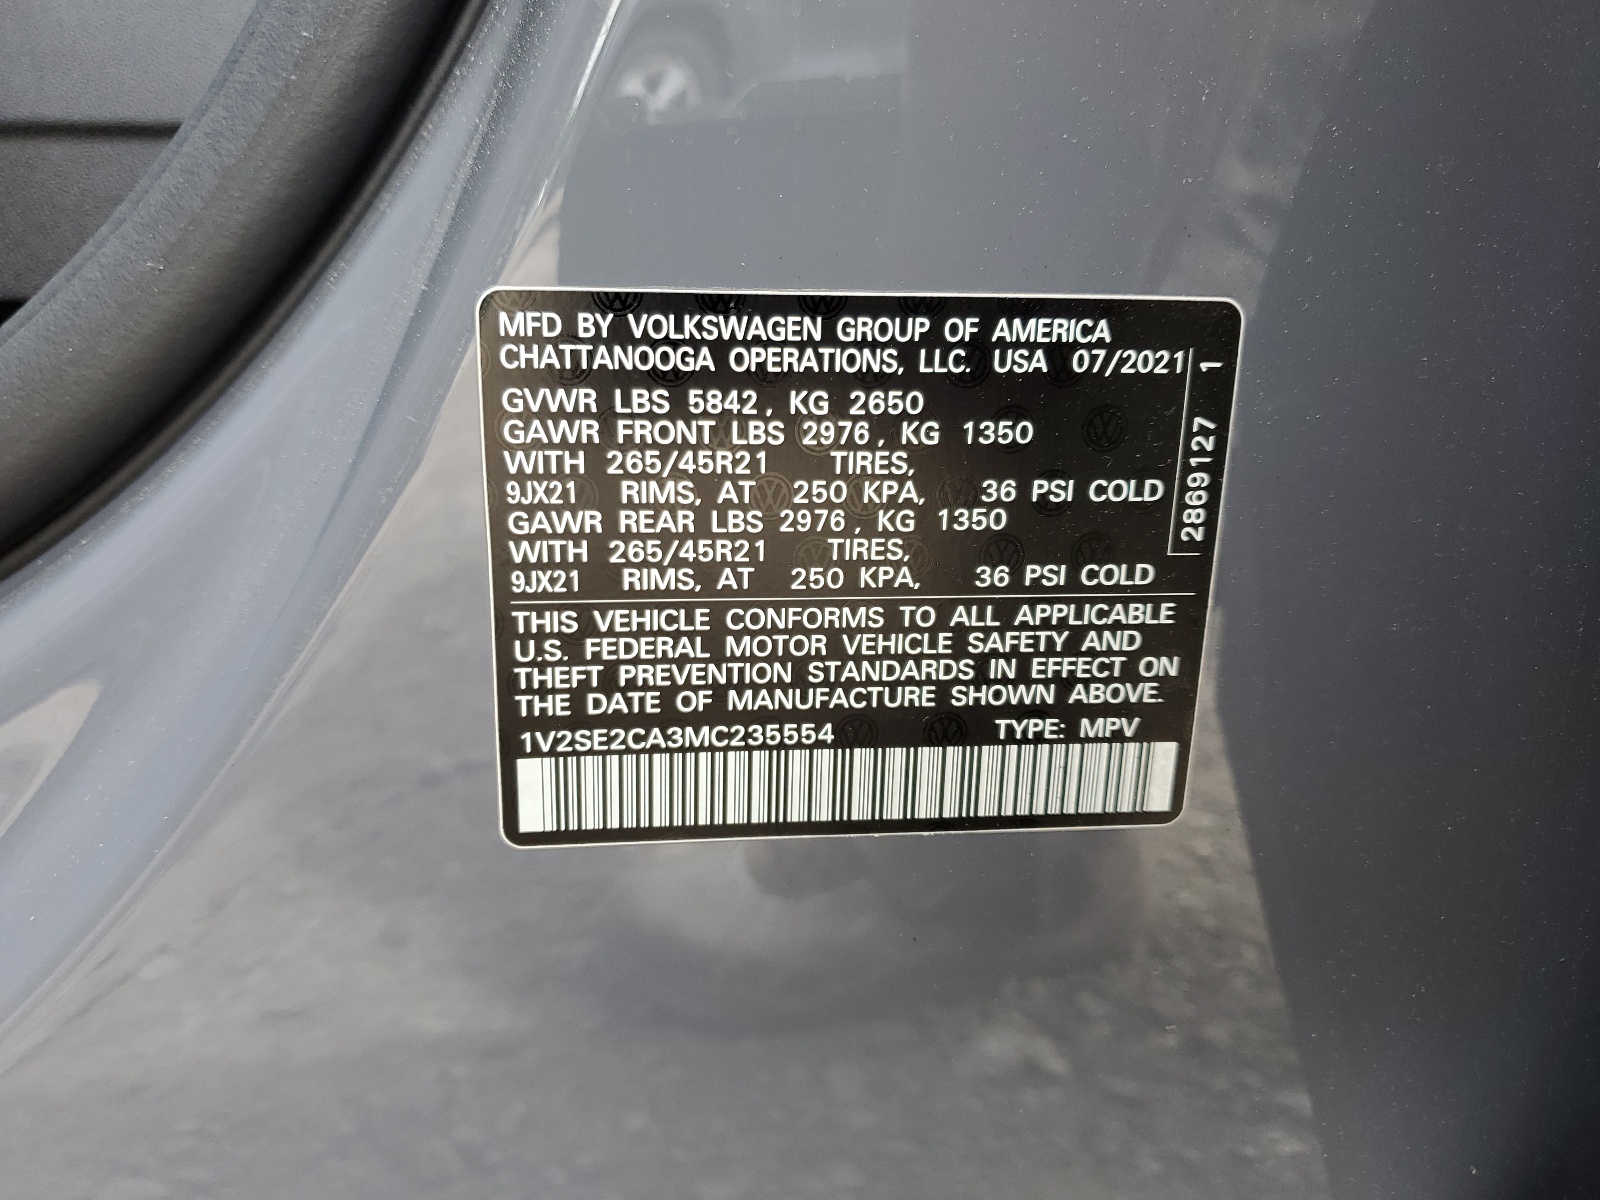 MFD BY VOLKSWAGEN GROUP OF AMERICA
CHATTANOOGA OPERATIONS, LLC. USA 07/2021
GVWR LBS 5842, KG 2650
GAWR FRONT LBS 2976, KG 1350
WITH 265/45R21 TIRES,
9JX21 RIMS, AT 250 KPA, 36 PSI COLD
GAWR REAR LBS 2976, KG 1350
WITH 265/45R21 TIRES,
9JX21 RIMS, AT 250 KPA, 36 PSI COLD
2869127 1
THIS VEHICLE CONFORMS TO ALL APPLICABLE
U.S. FEDERAL MOTOR VEHICLE SAFETY AND
THEFT PREVENTION STANDARDS IN EFFECT ON
THE DATE OF MANUFACTURE SHOWN ABOVE.
1V2SE2CA3MC235554 TYPE: MPV